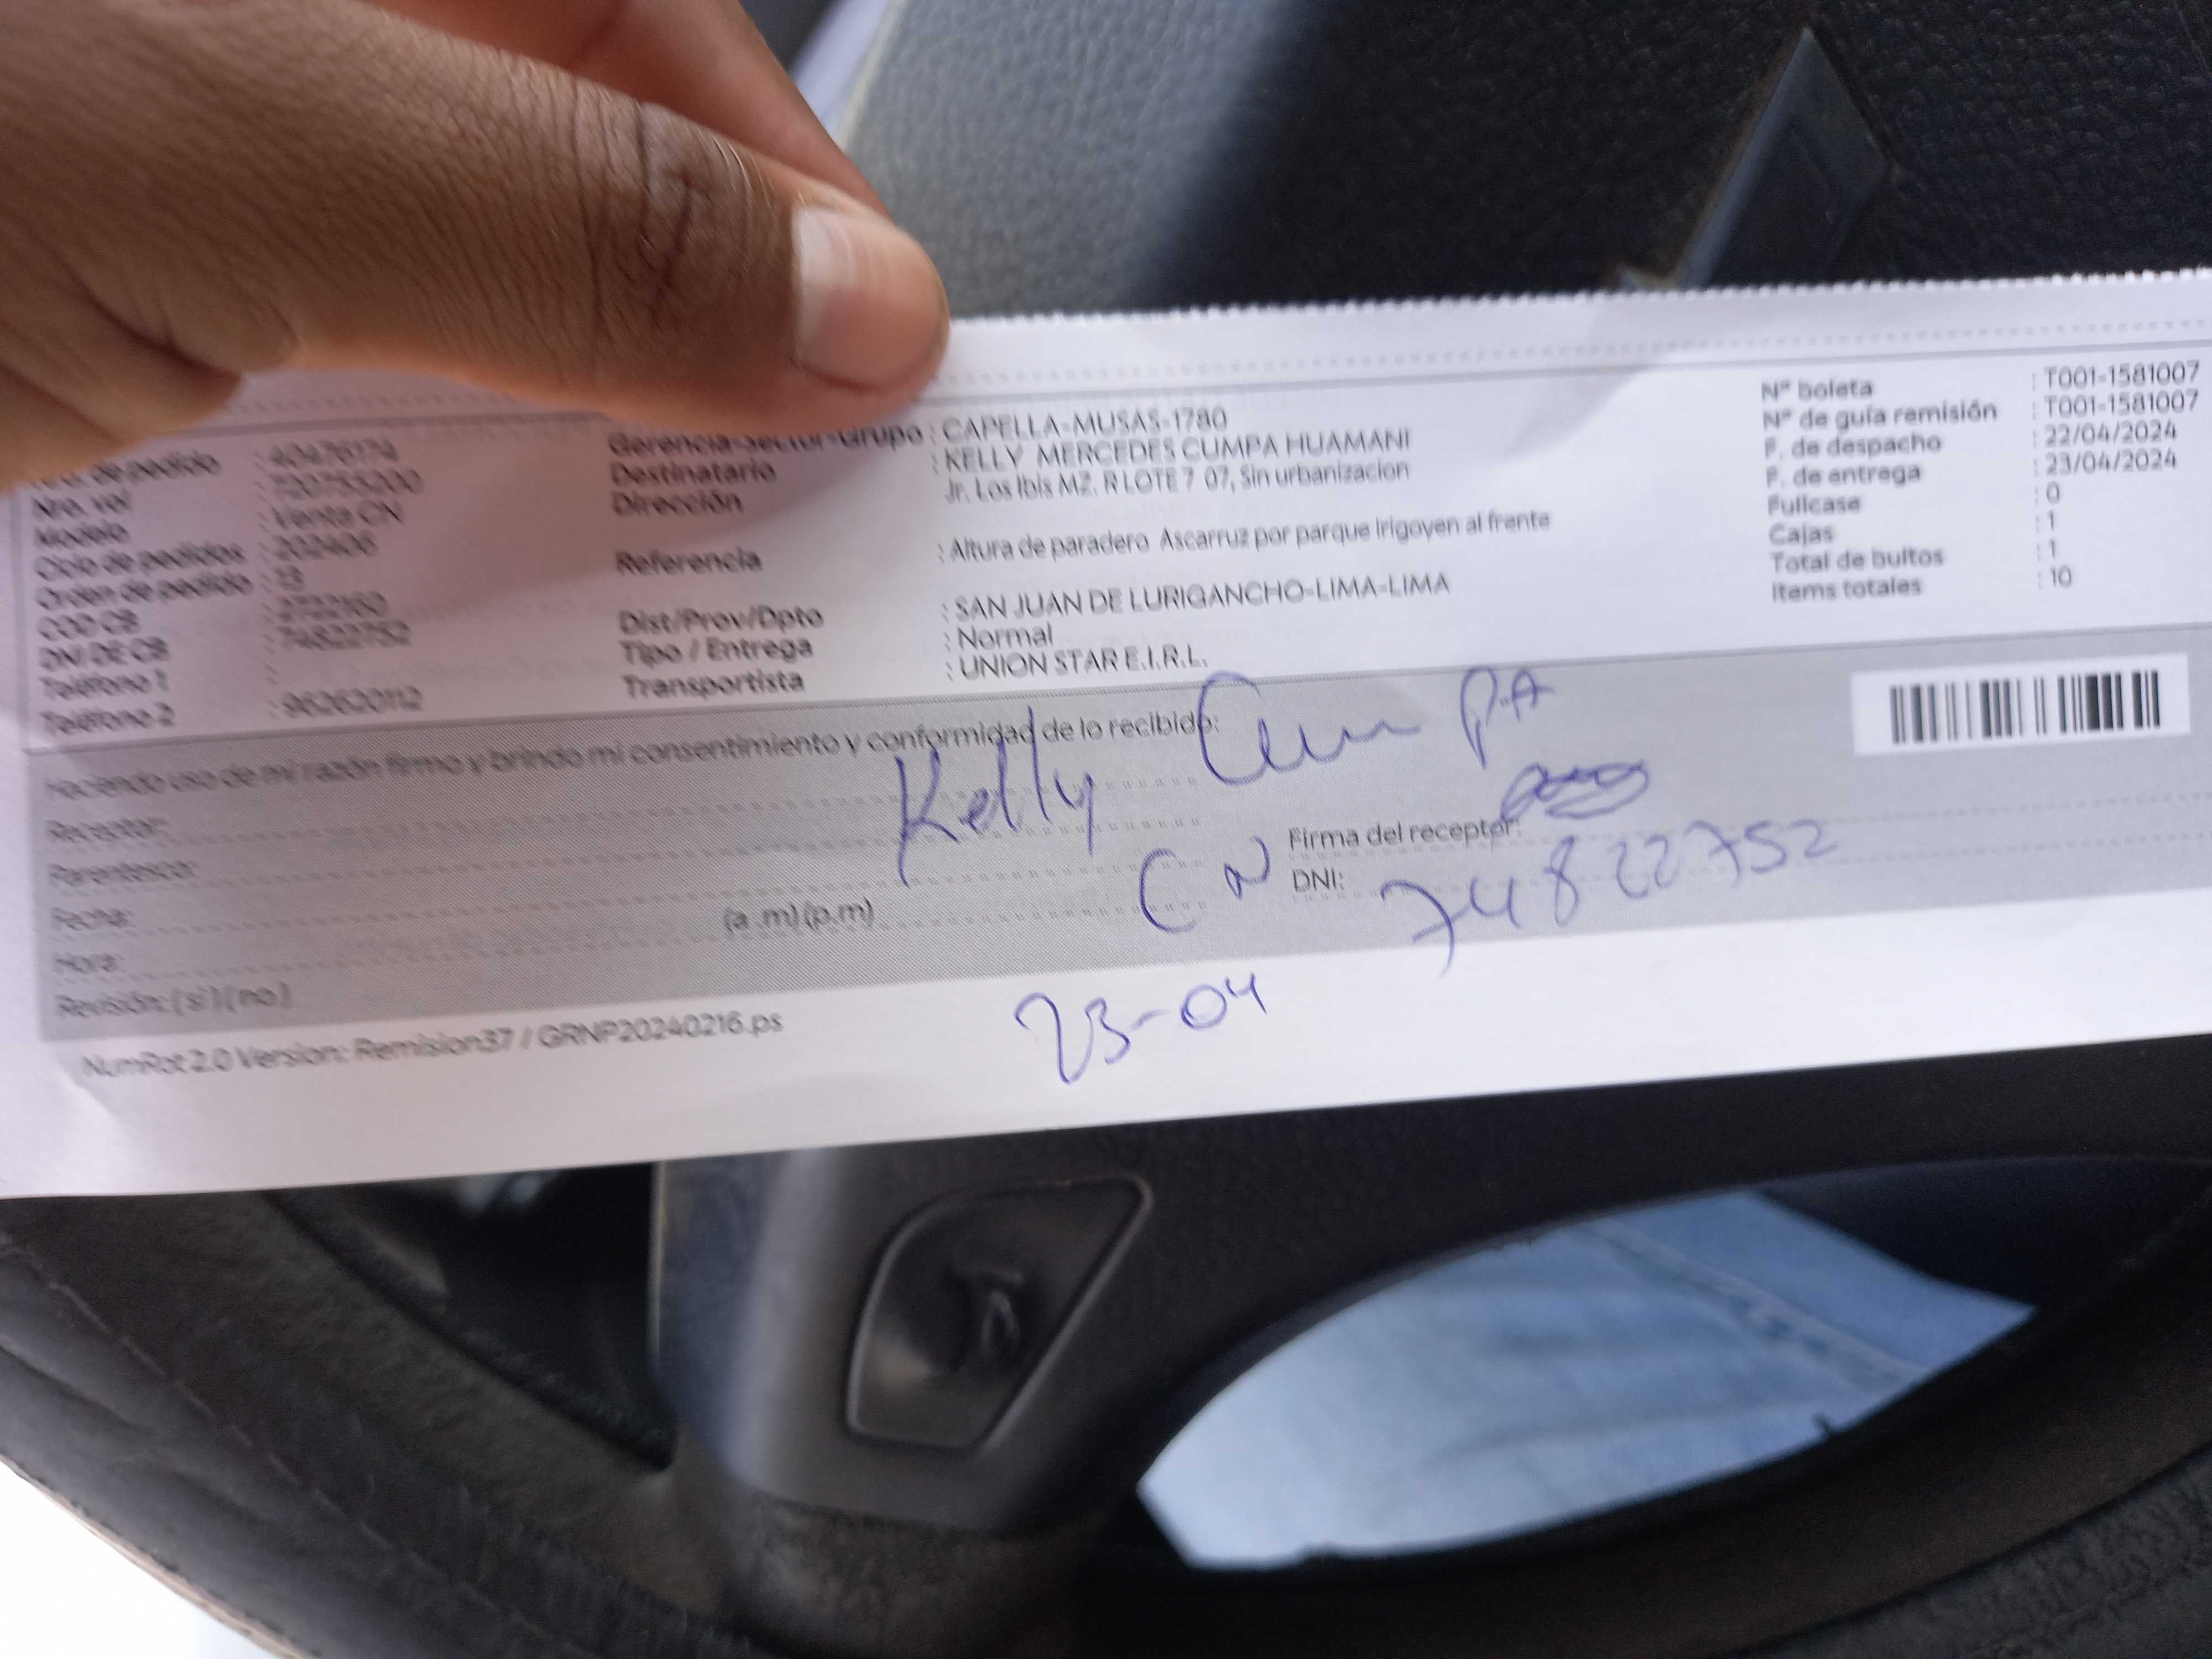 de pedido : 40476174
Nro. vol : 720755200
Modelo : Venta CN
Ciclo de pedidos : 202406
Orden de pedido : 13
COD CB : 2722160
DNI DE CB : 74822752
Teléfono 1 :
Teléfono 2 : 962620112
Gerencia-Sector-Grupo : CAPELLA-MUSAS-1780
Destinatario : KELLY MERCEDES CUMPA HUAMANI
Dirección Jr. Los Ibis MZ. R LOTE 7 07, Sin urbanizacion
Referencia : Altura de paradero Ascarruz por parque Irigoyen al frente
Dist/Prov/Dpto : SAN JUAN DE LURIGANCHO-LIMA-LIMA
Tipo / Entrega : Normal
Transportista : UNION STAR E.I.R.L.
N° boleta : T001-1581007
N° de guía remisión : T001-1581007
F. de despacho : 22/04/2024
F. de entrega : 23/04/2024
Fullcase : 0
Cajas : 1
Total de bultos : 1
Items totales : 10
Haciendo uso de mi razón firmo y brindo mi consentimiento y conformidad de lo recibido:
Receptor: Kelly Cumpa
Parentesco: CN
Fecha:
Hora: (a .m) (p.m)
Revisión: ( si ) ( no )
Firma del receptor:
DNI: 74822752
23-04
NumRot 2.0 Version: Remision37 / GRNP20240216.ps